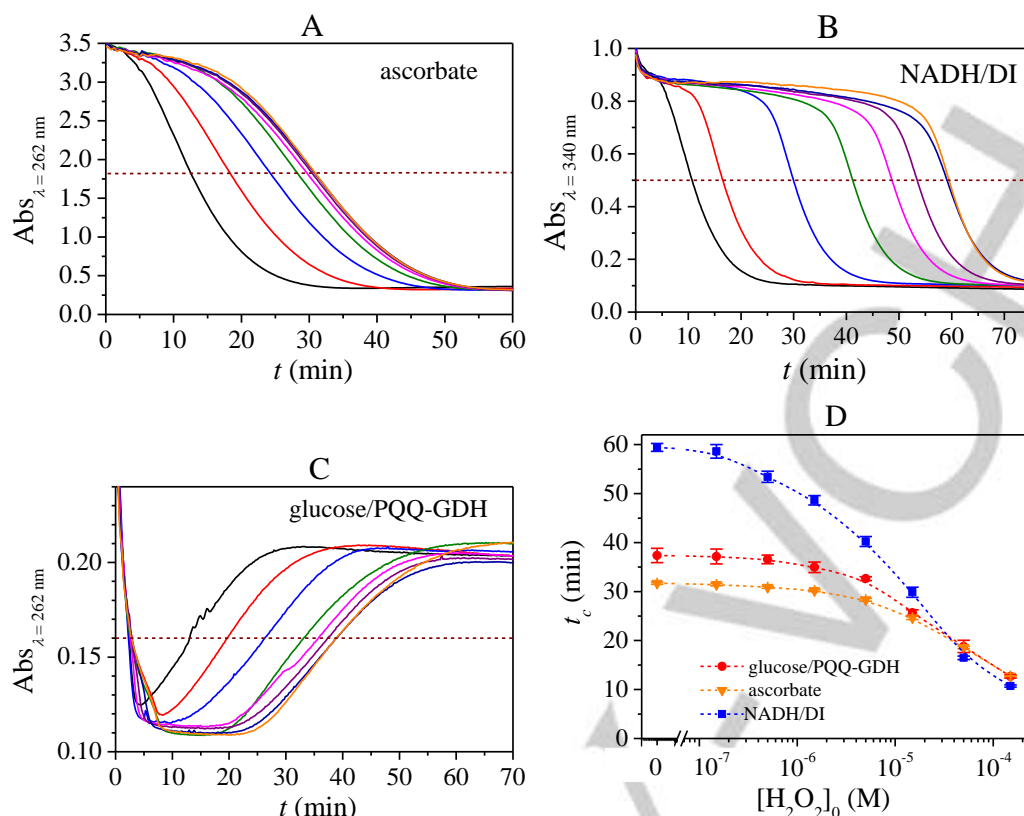 A
3.5
3.0
2.5
2.0
1.5
1.0
0.5
0.0
Abs λ = 262 nm
ascorbate
0 10 20 30 40 50 60
t (min)
B
1.0
0.8
0.6
0.4
0.2
0.0
Abs λ = 340 nm
NADH/DI
0 10 20 30 40 50 60 70
t (min)
C
0.20
0.15
0.10
Abs λ = 262 nm
glucose/PQQ-GDH
0 10 20 30 40 50 60 70
t (min)
D
60
50
40
30
20
10
0
t_c (min)
glucose/PQQ-GDH
ascorbate
NADH/DI
0 10⁻⁷ 10⁻⁶ 10⁻⁵ 10⁻⁴
[H₂O₂]₀ (M)